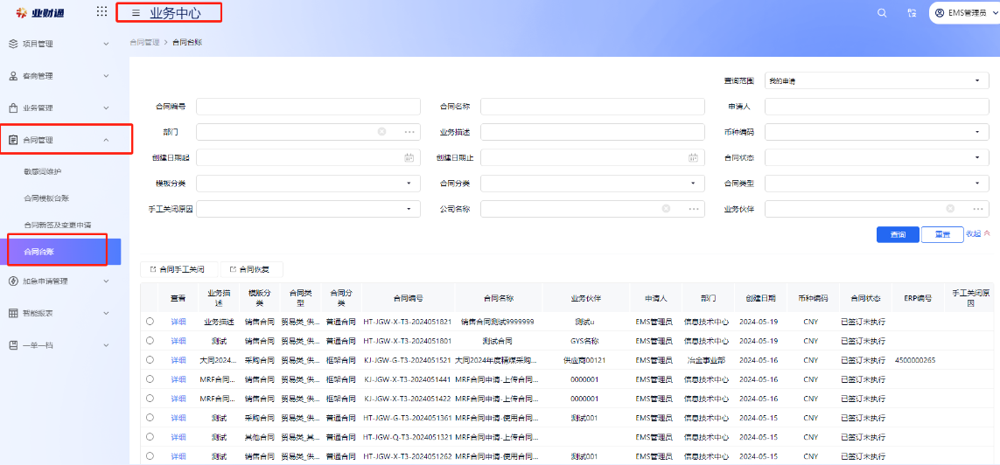 业财通 业务中心 EMS管理员
项目管理
客商管理
业务管理
合同管理
敏感词维护
合同模板台账
合同新签及变更申请
合同台账
加急申请管理
智能报表
一单一档
合同管理 > 合同台账
查询范围 我的申请
合同编号 合同名称 申请人
部门 业务描述 币种编码
创建日期起 创建日期止 合同状态
模板分类 合同分类 合同类型
手工关闭原因 公司名称 业务伙伴
查询 重置 收起
合同手工关闭 合同恢复
查看 业务描述 模版分类 合同类型 合同分类 合同编号 合同名称 业务伙伴 申请人 部门 创建日期 币种编码 合同状态 ERP编号 手工关闭原因
详细 业务描述 销售合同 贸易类_供... 普通合同 HT-JGW-X-T3-2024051821 销售合同测试9999999 测试u EMS管理员 信息技术中心 2024-05-19 CNY 已签订未执行
详细 测试 销售合同 贸易类_供... 普通合同 HT-JGW-X-T3-2024051801 测试合同 GYS名称 EMS管理员 信息技术中心 2024-05-19 CNY 已签订未执行
详细 大同2024... 采购合同 贸易类_供... 框架合同 KJ-JGW-G-T3-2024051521 大同2024年度精煤采购... 供应商00121 EMS管理员 冶金事业部 2024-05-16 CNY 已签订未执行 4500000265
详细 MRF合同... 销售合同 贸易类_供... 框架合同 KJ-JGW-X-T3-2024051441 MRF合同申请-上传合同... 0000001 EMS管理员 信息技术中心 2024-05-16 CNY 已签订未执行
详细 MRF合同... 销售合同 贸易类_供... 框架合同 KJ-JGW-X-T3-2024051422 MRF合同申请-上传合同... 0000001 EMS管理员 信息技术中心 2024-05-16 CNY 已签订未执行
详细 测试 采购合同 贸易类_供... 普通合同 HT-JGW-G-T3-2024051361 MRF合同申请-使用合同... 测试001 EMS管理员 信息技术中心 2024-05-15 CNY 已签订未执行
详细 测试 其他合同 贸易类_其... 普通合同 HT-JGW-Q-T3-2024051321 MRF合同申请-上传合同... EMS管理员 信息技术中心 2024-05-15 CNY 已签订未执行
详细 测试 销售合同 贸易类_供... 普通合同 HT-JGW-X-T3-2024051262 MRF合同申请-使用合同... 测试001 EMS管理员 信息技术中心 2024-05-15 CNY 已签订未执行